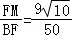 FM/BF = 9√10/50